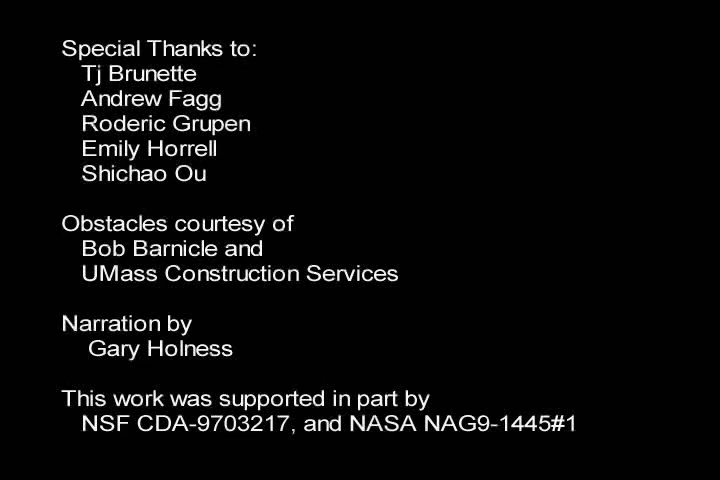 Special Thanks to:
Tj Brunette
Andrew Fagg
Roderic Grupen
Emily Horrell
Shichao Ou
Obstacles courtesy of
Bob Barnicle and
UMass Construction Services
Narration by
Gary Holness
This work was supported in part by
NSF CDA-9703217, and NASA NAG9-1445#1